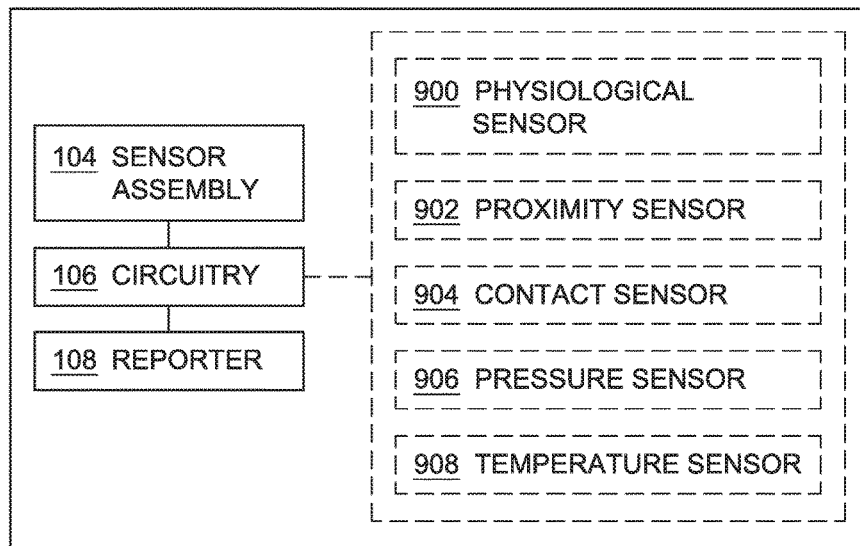 104 SENSOR
ASSEMBLY
106 CIRCUITRY
108 REPORTER
900 PHYSIOLOGICAL
SENSOR
902 PROXIMITY SENSOR
904 CONTACT SENSOR
906 PRESSURE SENSOR
908 TEMPERATURE SENSOR